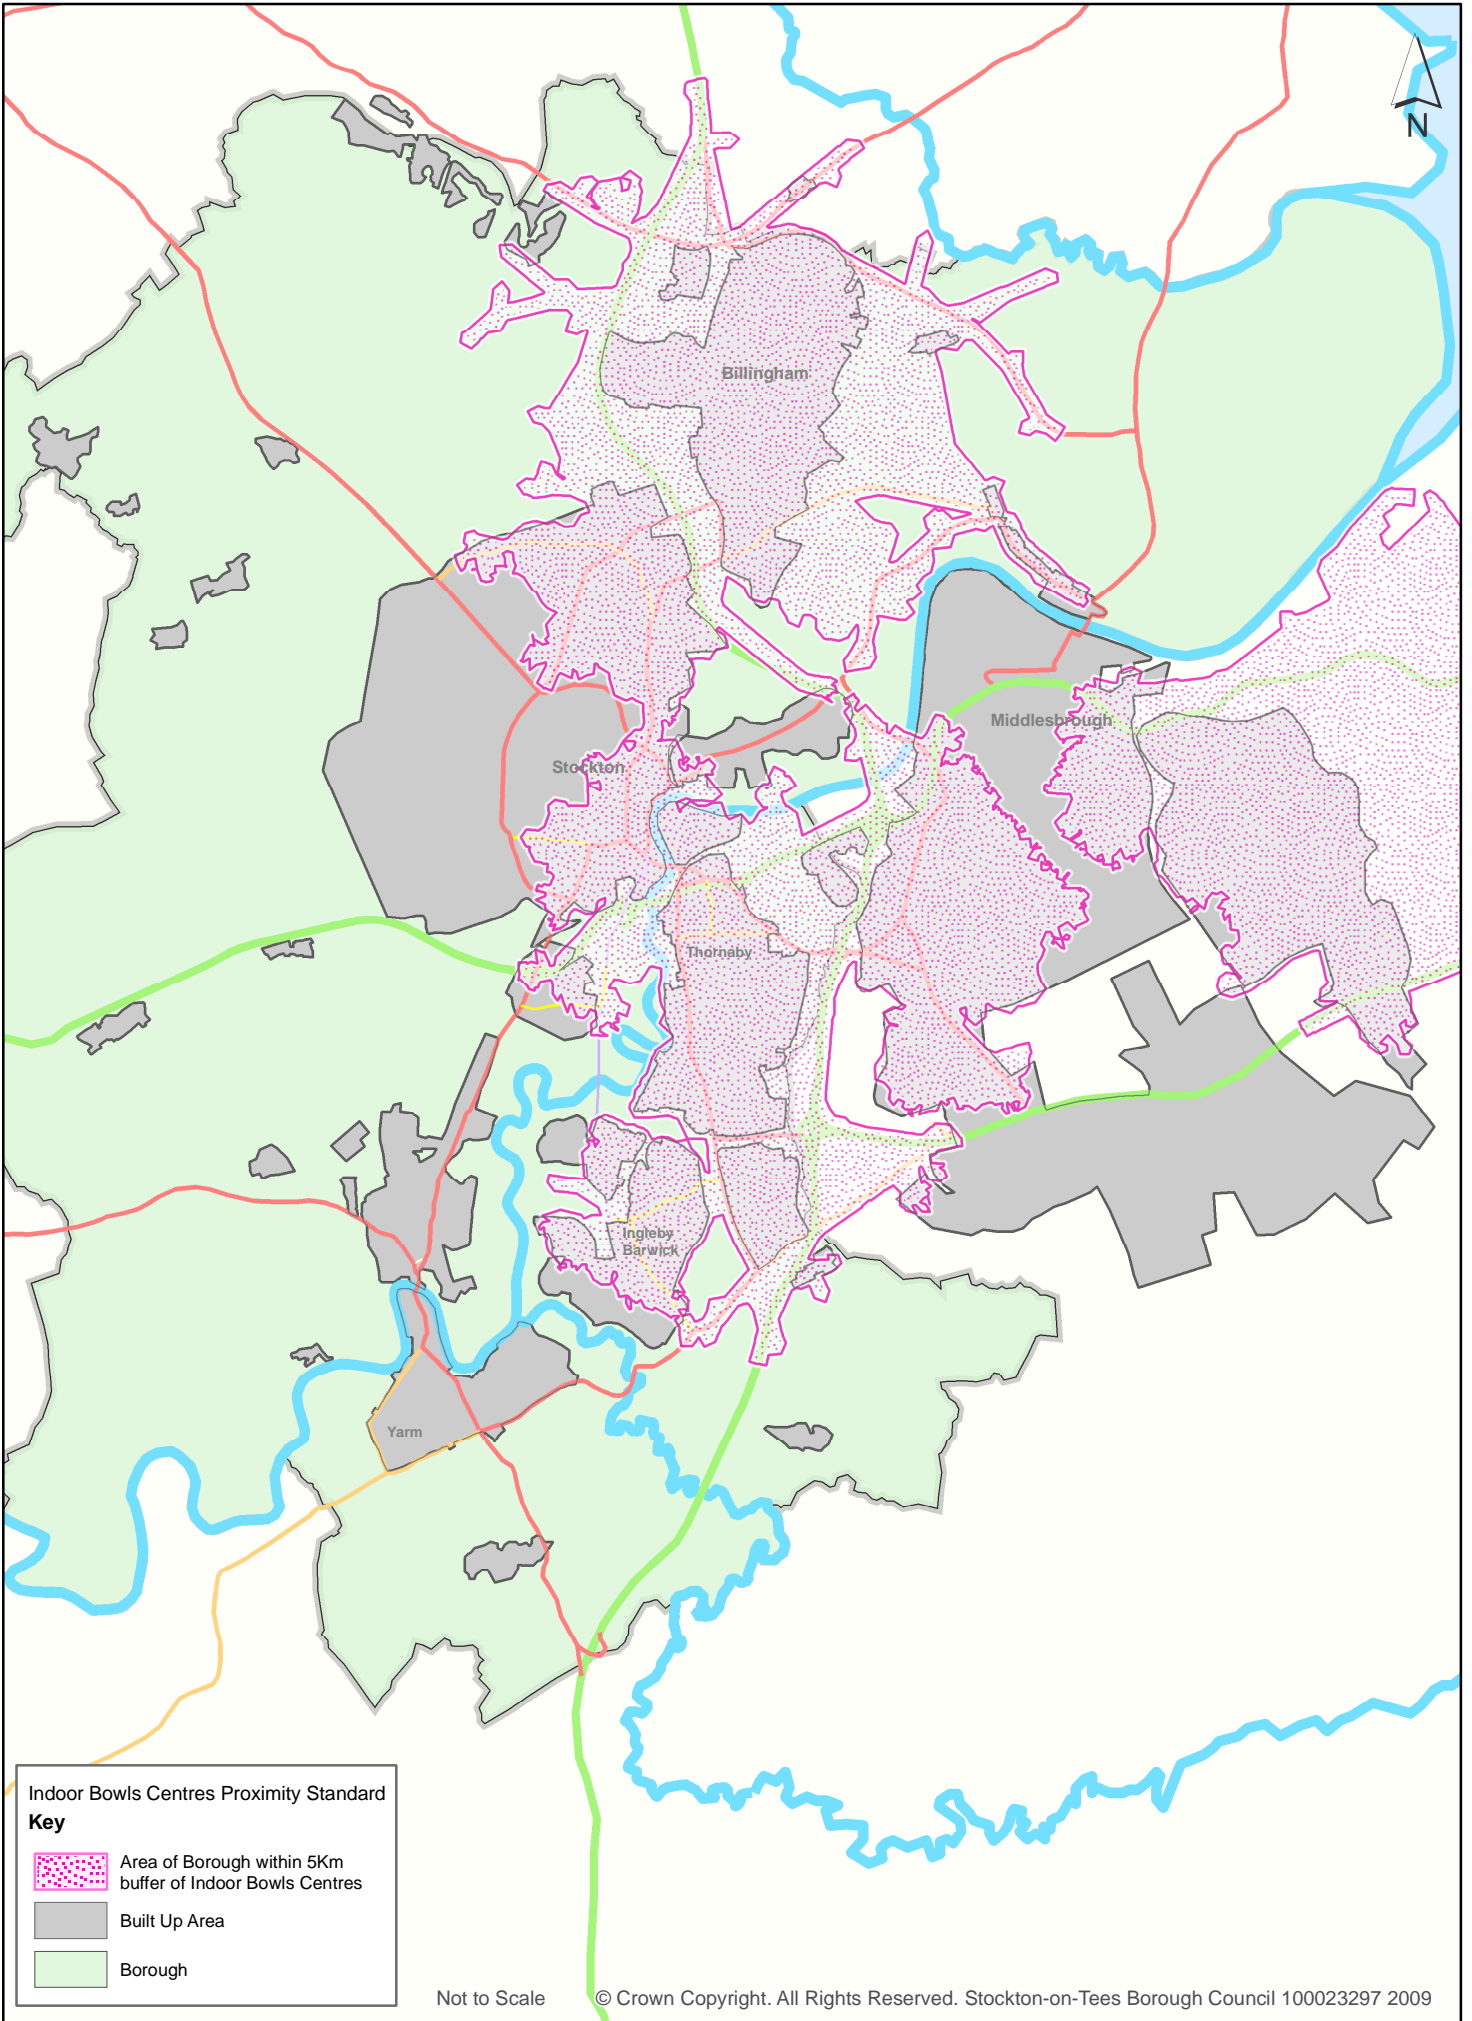 N
Billingham
Middlesbrough
Stockton
Thornaby
Ingleby
Barwick
Yarm
Indoor Bowls Centres Proximity Standard
Key
Area of Borough within 5Km
buffer of Indoor Bowls Centres
Built Up Area
Borough
Not to Scale
© Crown Copyright. All Rights Reserved. Stockton-on-Tees Borough Council 100023297 2009